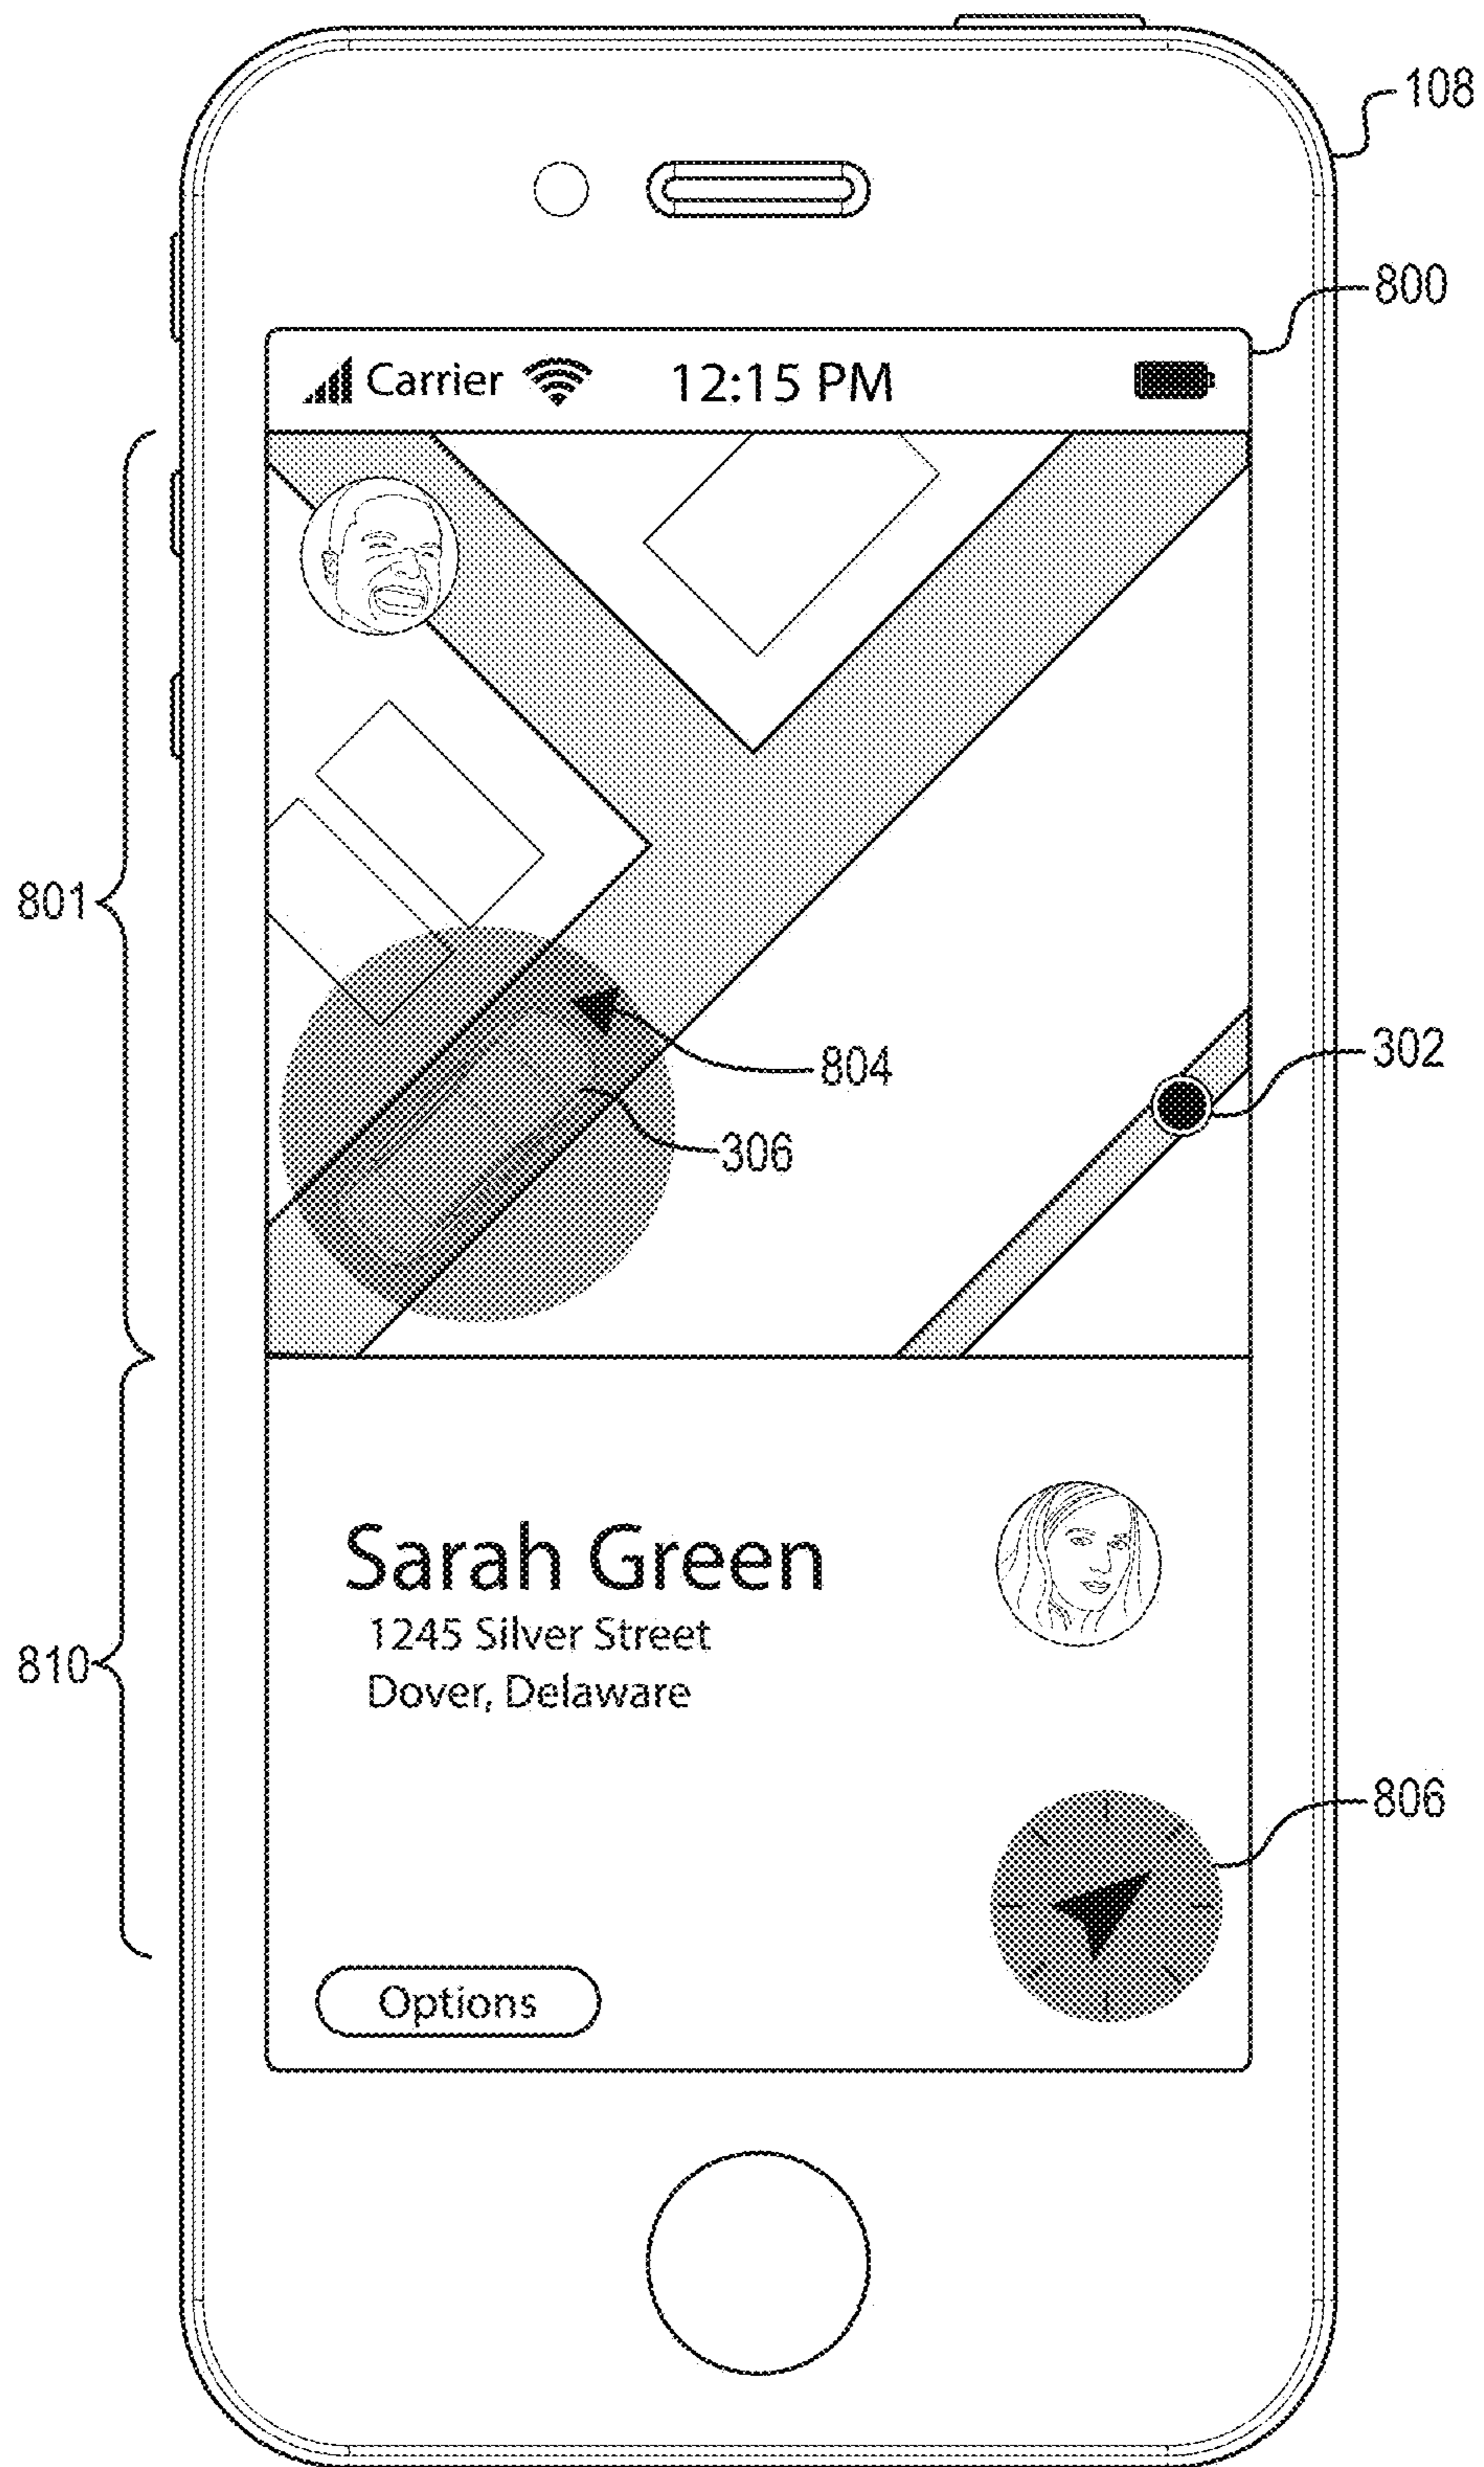 108
800
Carrier 12:15 PM
801
804
302
306
Sarah Green
1245 Silver Street
Dover, Delaware
810
806
Options